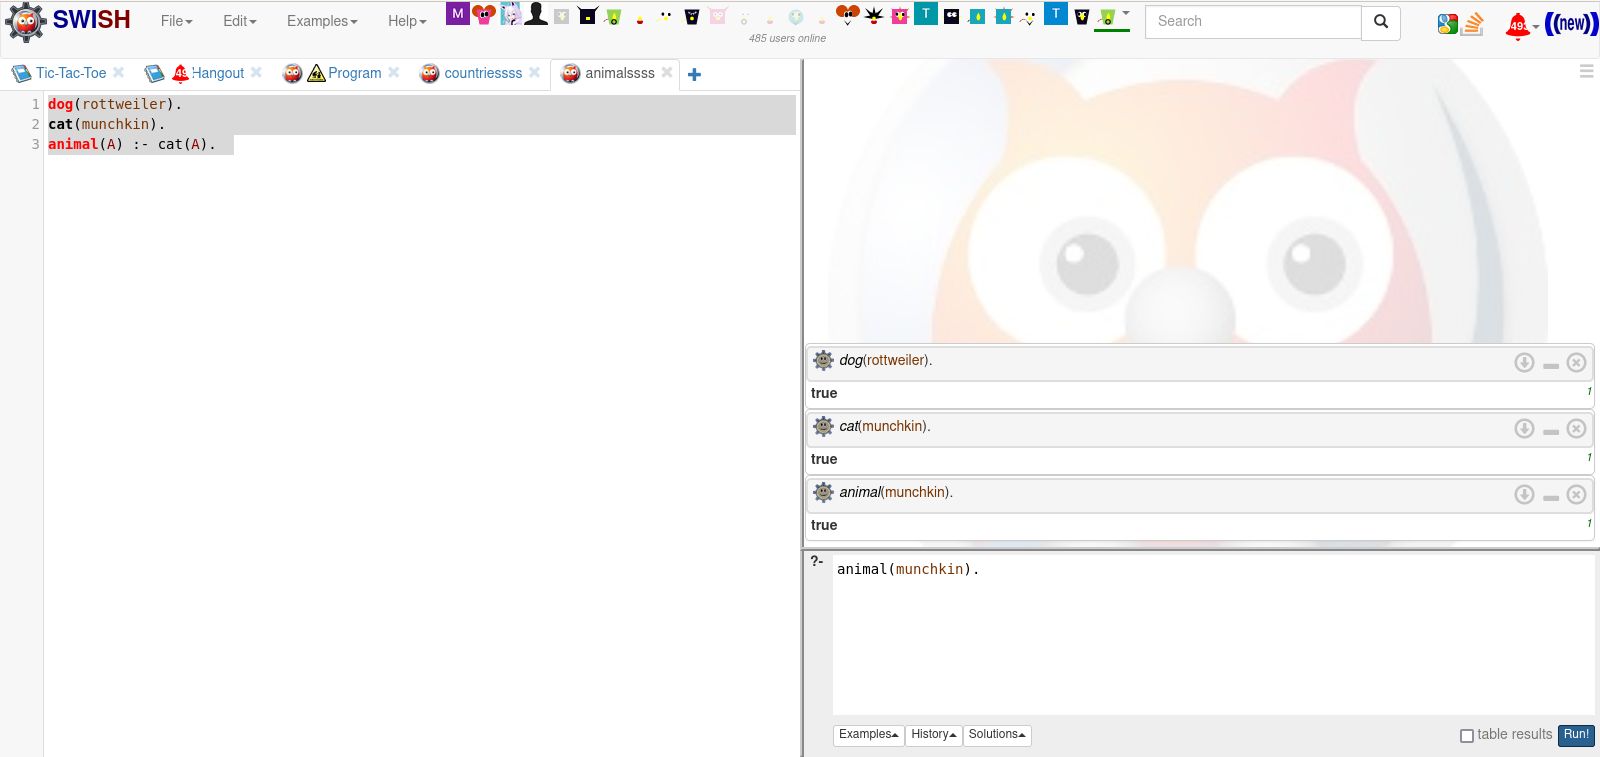 SWISH File Edit Examples Help M T T Search
485 users online
Tic-Tac-Toe Hangout Program countriessss animalssss
1 dog(rottweiler).
2 cat(munchkin).
3 animal(A) :- cat(A).
dog(rottweiler).
true 1
cat(munchkin).
true 1
animal(munchkin).
true 1
?- animal(munchkin).
Examples History Solutions table results Run!
((new))